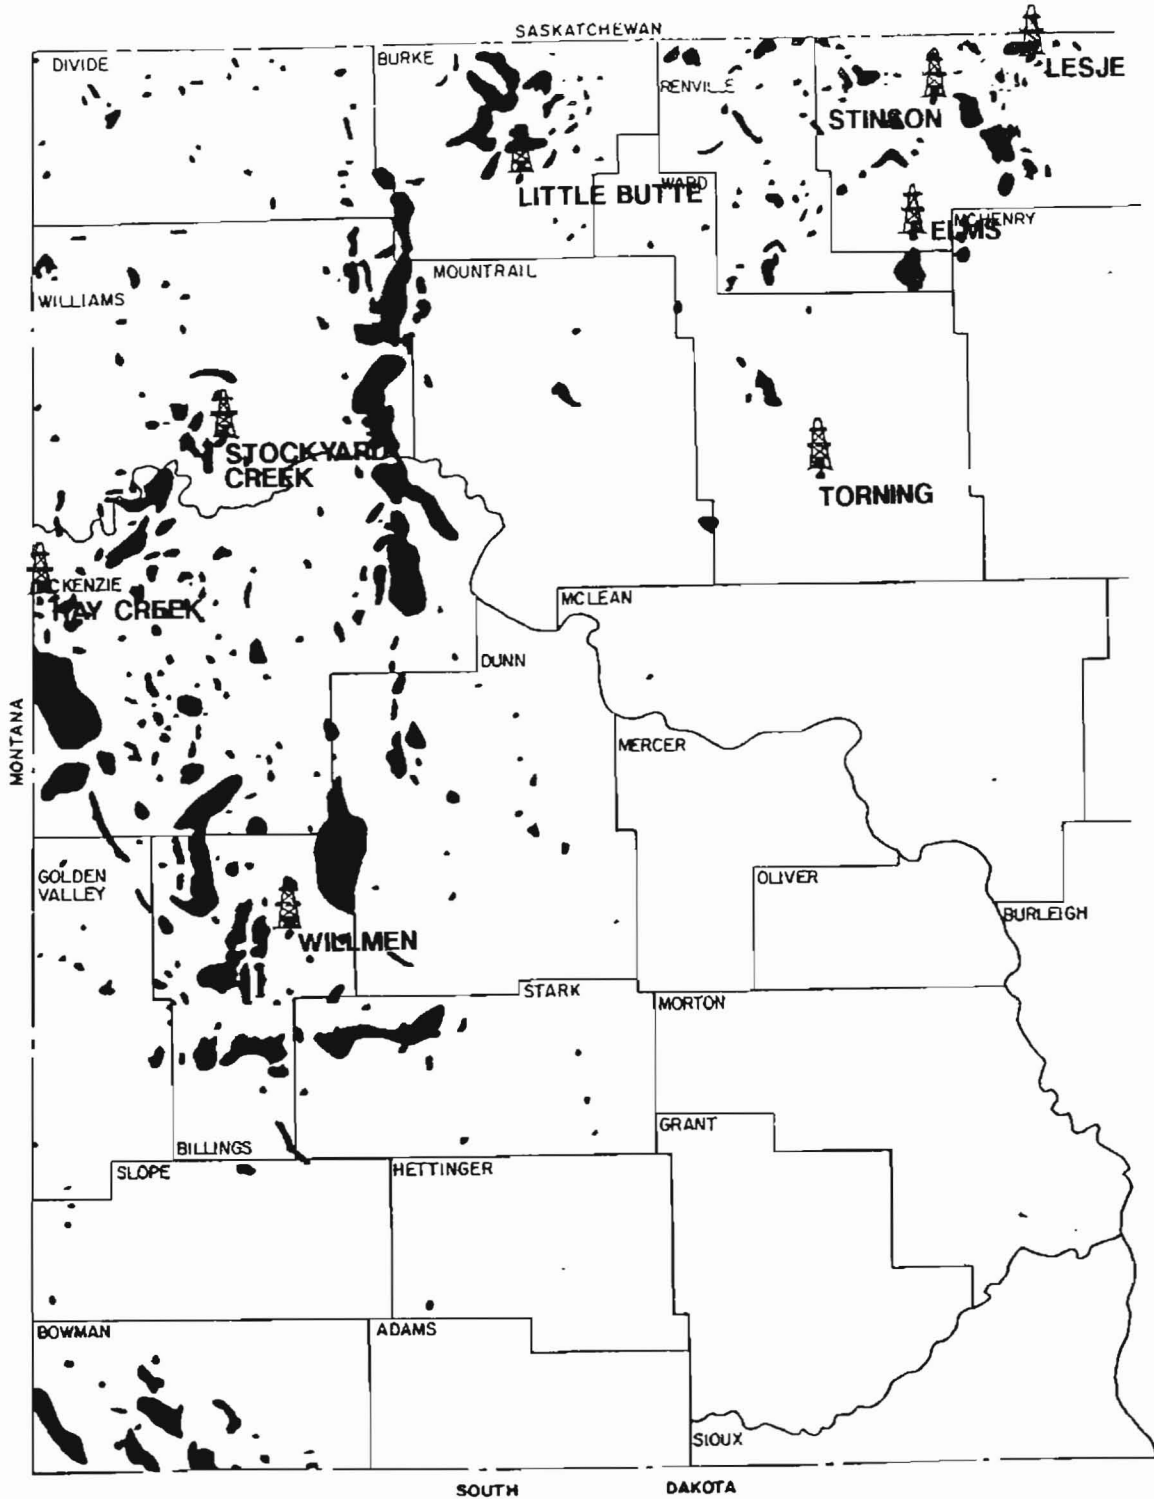 SASKATCHEWAN
DIVIDE
BURKE
RENVILLE
LESJE
STINSON
LITTLE BUTTE
WARD
ELMS
MCHENRY
MOUNTRAIL
WILLIAMS
STOCKYARD
CREEK
TORNING
CKENZIE
HAY CREEK
MCLEAN
DUNN
MONTANA
MERCER
GOLDEN
VALLEY
OLIVER
BURLEIGH
WILLMEN
STARK
MORTON
GRANT
BILLINGS
SLOPE
HETTINGER
BOWMAN
ADAMS
SIOUX
SOUTH DAKOTA